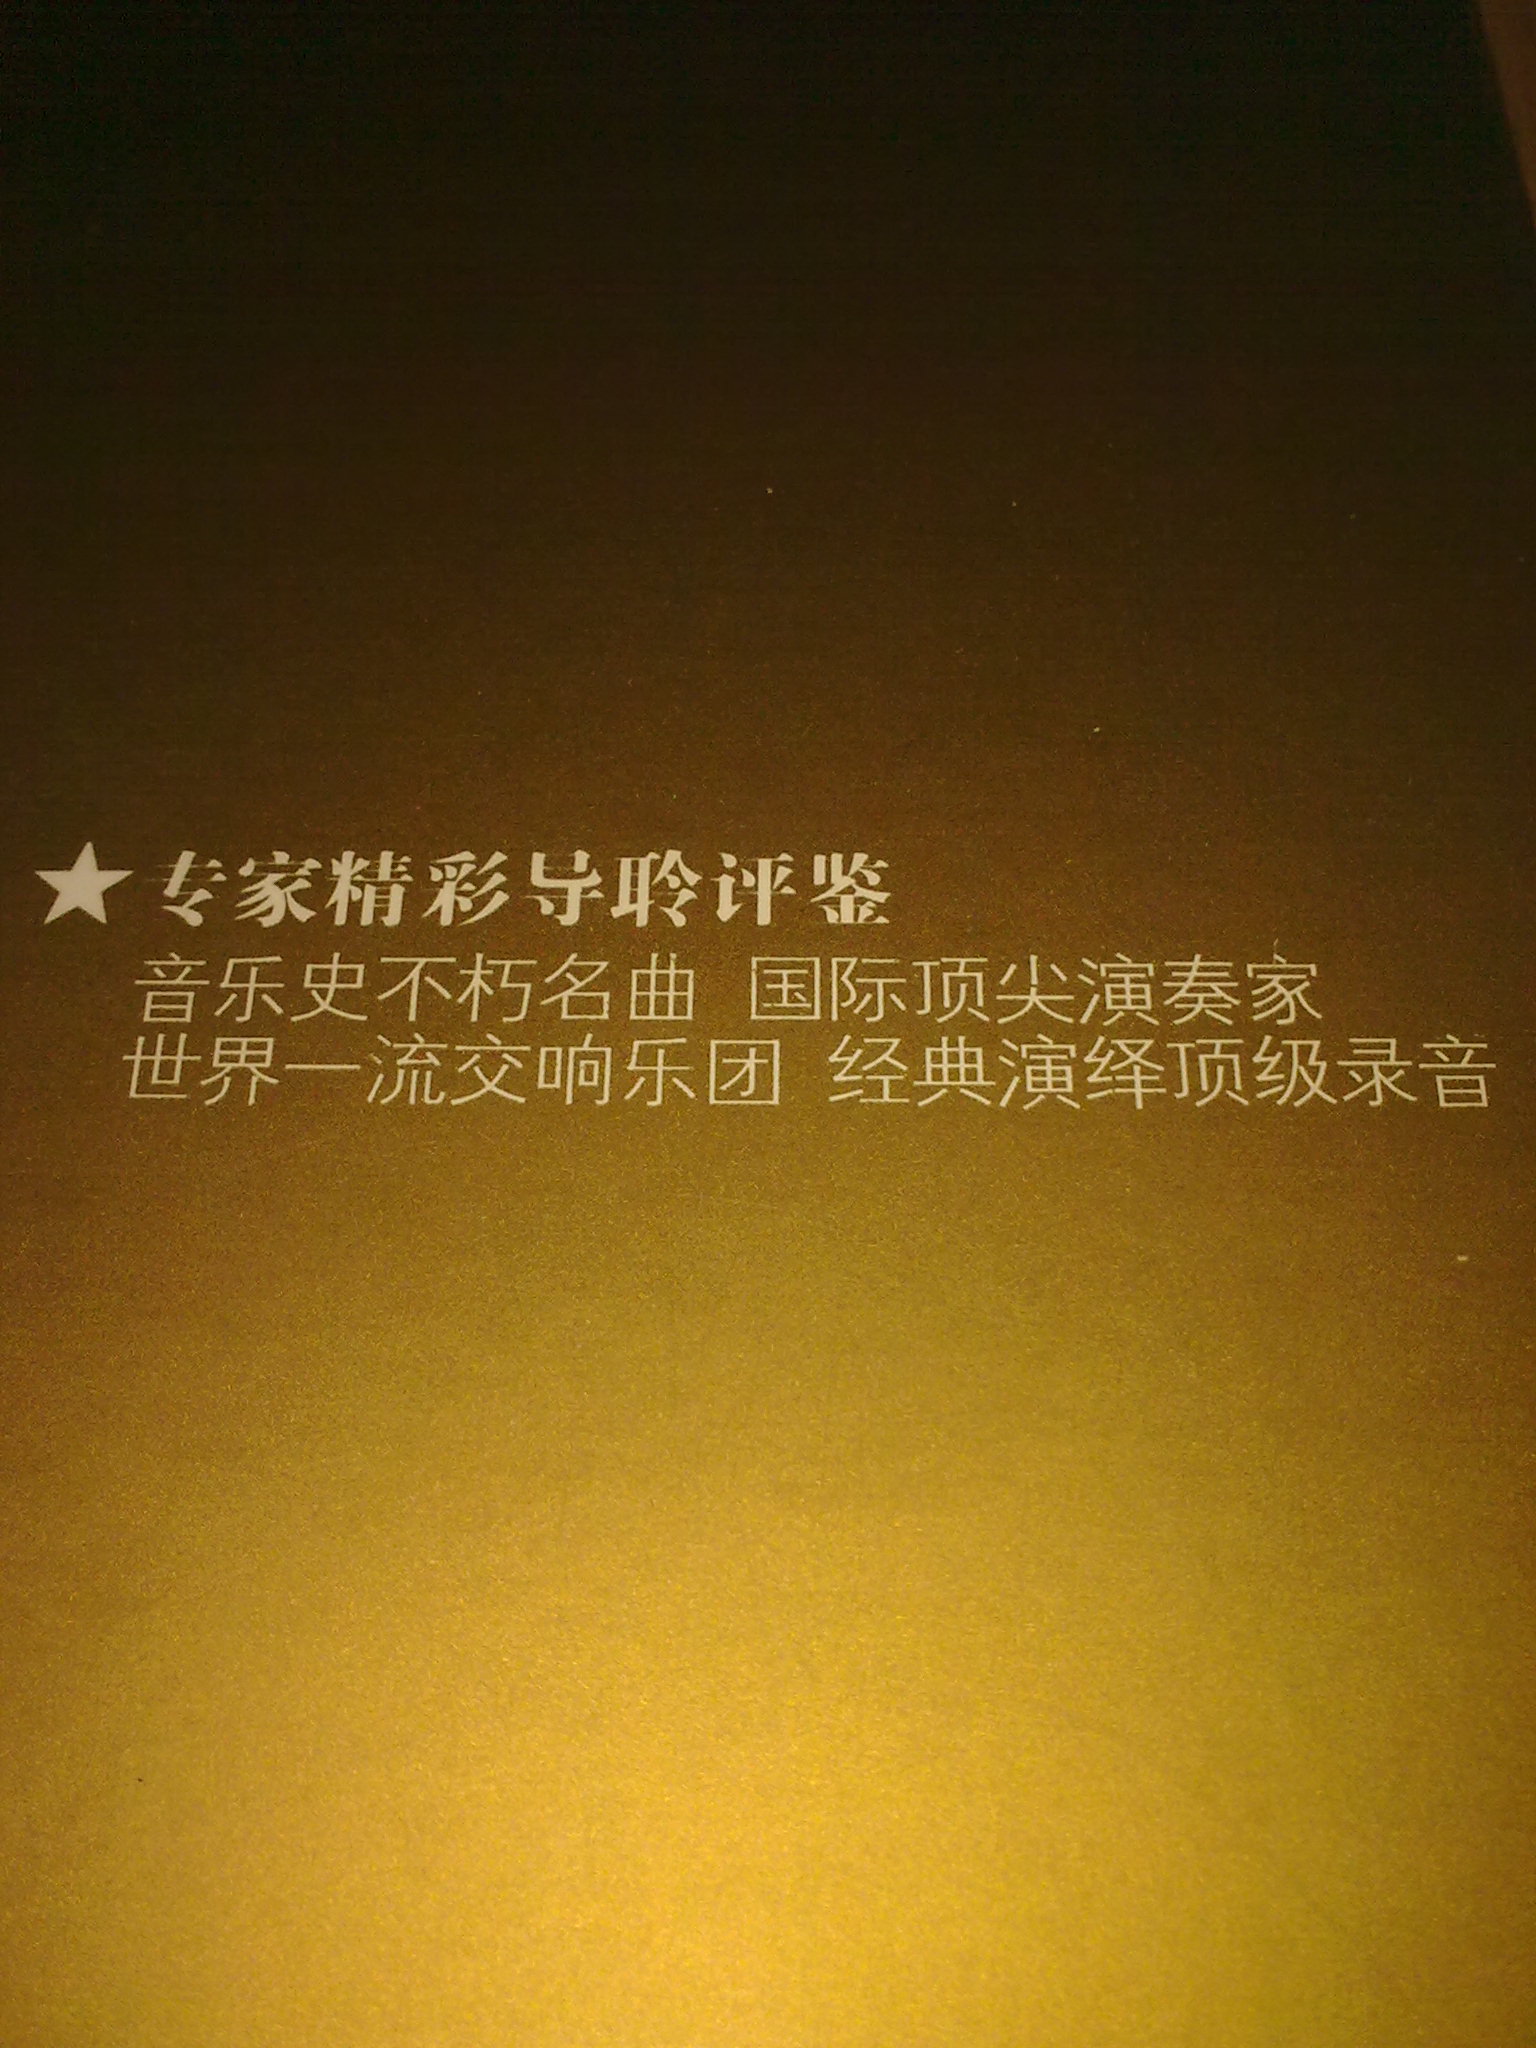 ★专家精彩导聆评鉴
音乐史不朽名曲 国际顶尖演奏家
世界一流交响乐团 经典演绎顶级录音